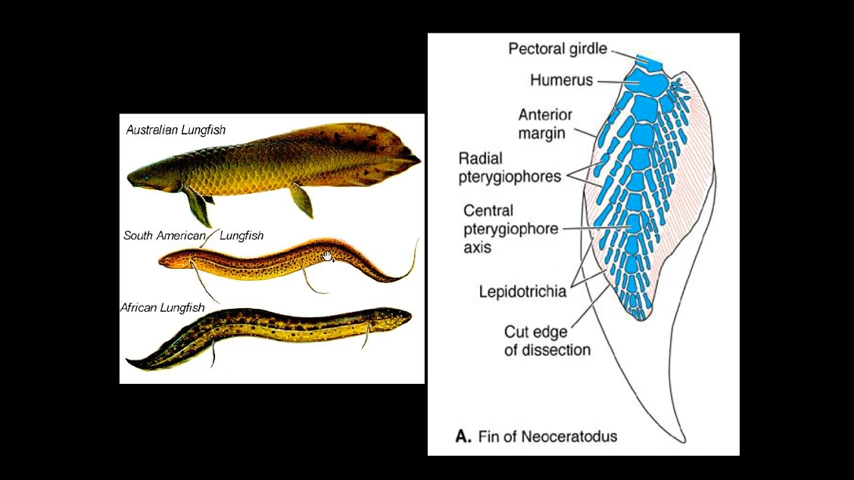 Australian Lungfish
South American Lungfish
African Lungfish
Pectoral girdle
Humerus
Anterior
margin
Radial
pterygiophores
Central
pterygiophore
axis
Lepidotrichia
Cut edge
of dissection
A. Fin of Neoceratodus